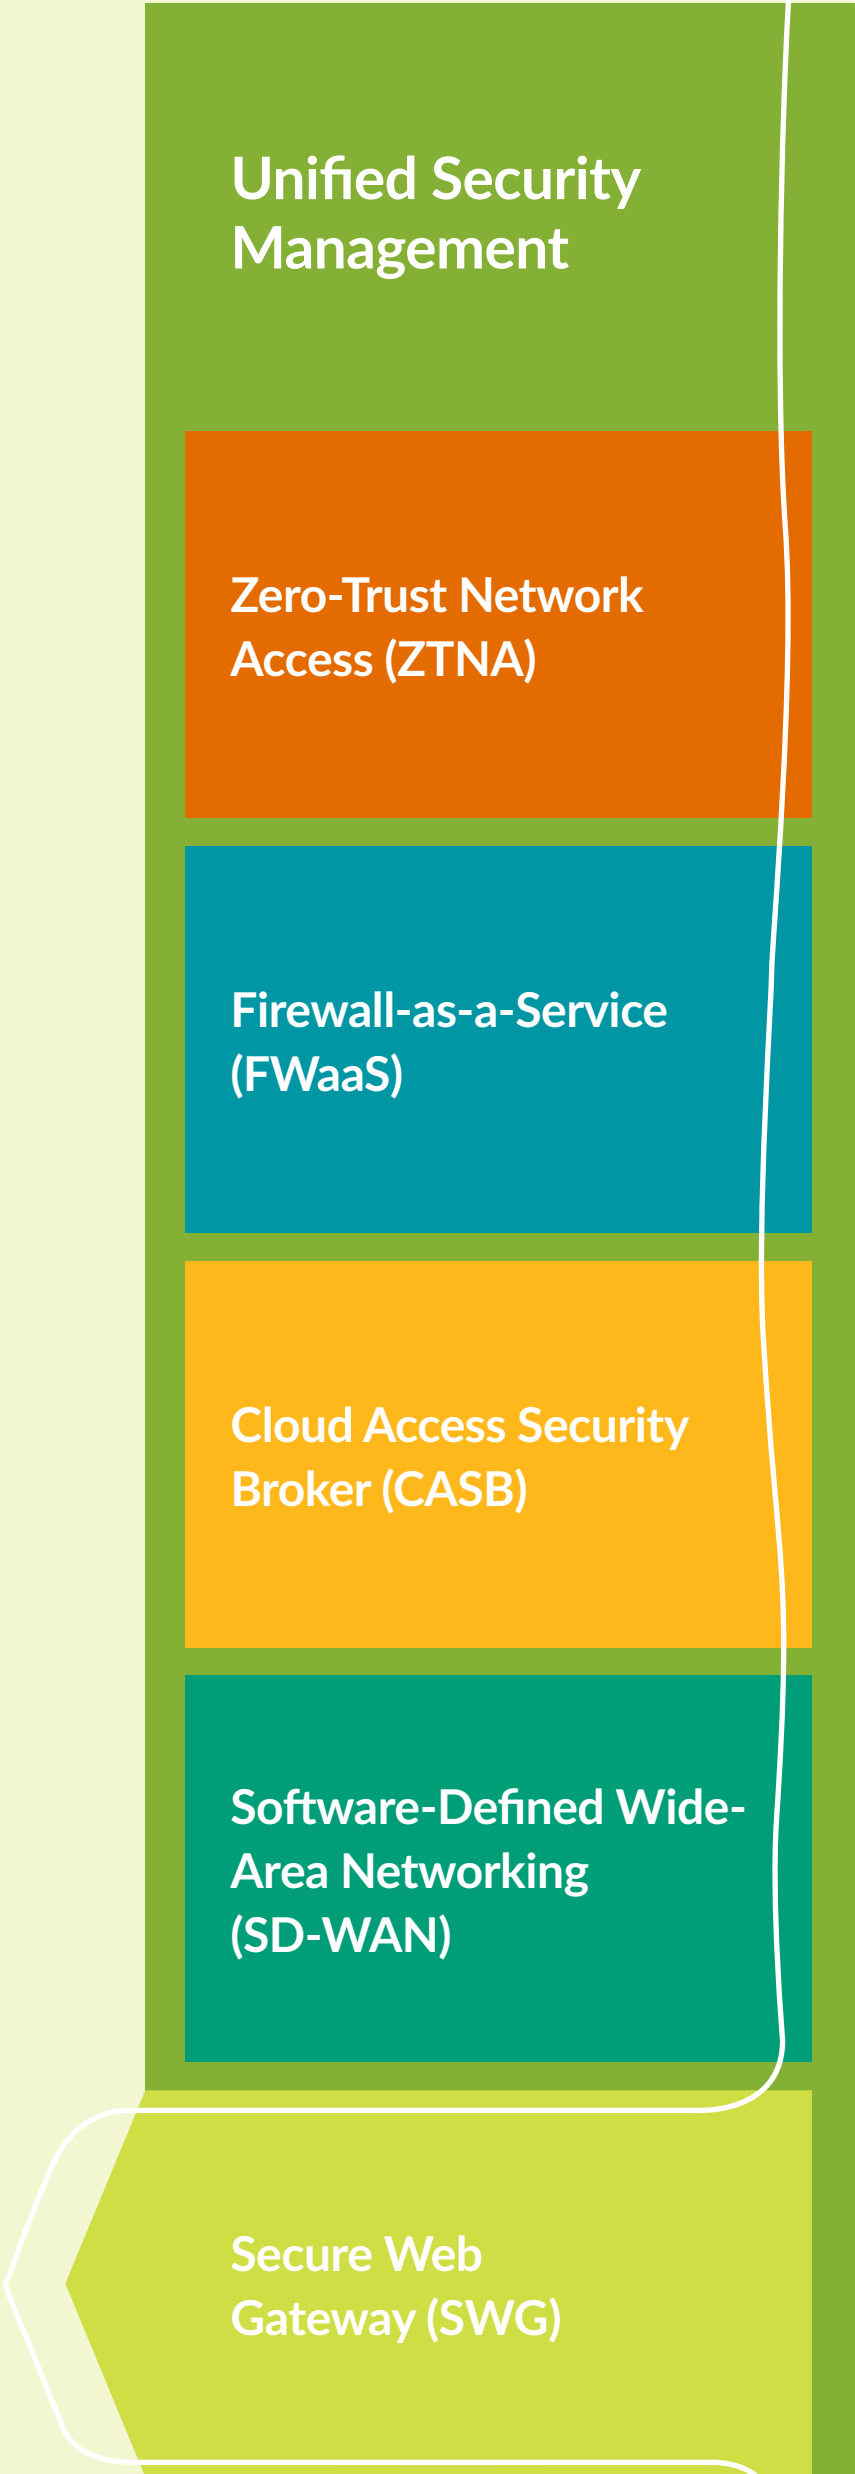 Unified Security
Management
Zero-Trust Network
Access (ZTNA)
Firewall-as-a-Service
(FWaaS)
Cloud Access Security
Broker (CASB)
Software-Defined Wide-
Area Networking
(SD-WAN)
Secure Web
Gateway (SWG)